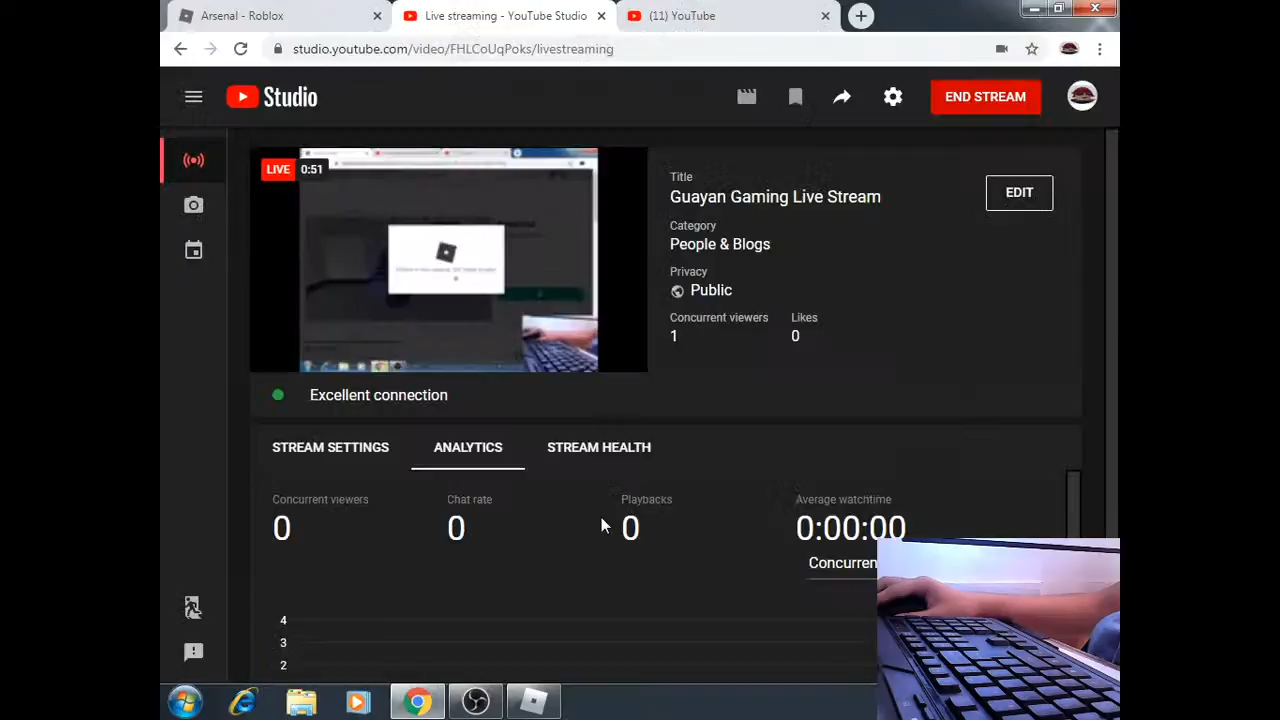 Arsenal - Roblox
Live streaming - YouTube Studio
(11) YouTube
studio.youtube.com/video/FHLCoUqPoks/livestreaming
Studio
END STREAM
LIVE 0:51
Title
Guayan Gaming Live Stream
EDIT
Category
People & Blogs
Privacy
Public
Concurrent viewers Likes
1 0
Excellent connection
STREAM SETTINGS ANALYTICS STREAM HEALTH
Concurrent viewers Chat rate Playbacks Average watchtime
0 0 0 0:00:00
Concurren
4
3
2